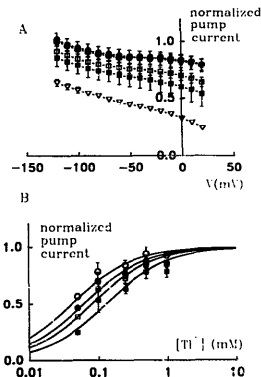 normalized
pump
current
A
1.0
0.5
0.0
−150 −100 −50 0 50
V(mV)
B
normalized
pump
current
1.0
0.5
0.0
[Tl⁺] (mM)
0.01 0.1 1 10